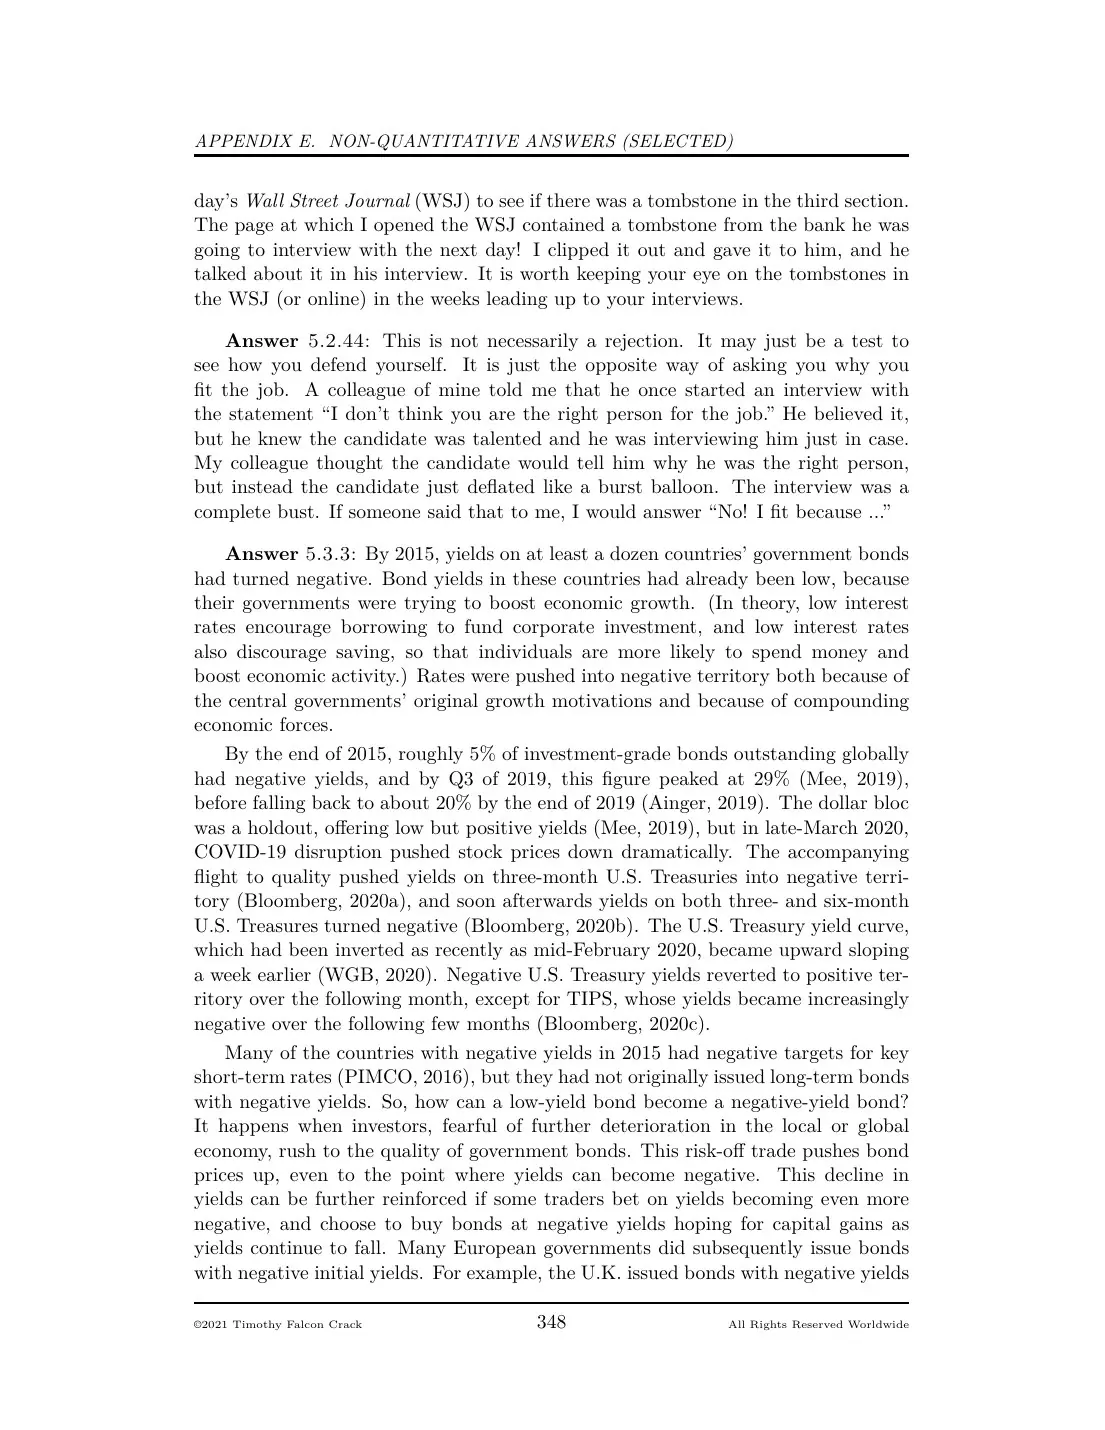 APPENDIX E. NON-QUANTITATIVE ANSWERS (SELECTED)
day's Wall Street Journal (WSJ) to see if there was a tombstone in the third section.
The page at which I opened the WSJ contained a tombstone from the bank he was
going to interview with the next day! I clipped it out and gave it to him, and he
talked about it in his interview. It is worth keeping your eye on the tombstones in
the WSJ (or online) in the weeks leading up to your interviews.
Answer 5.2.44: This is not necessarily a rejection. It may just be a test to
see how you defend yourself. It is just the opposite way of asking you why you
fit the job. A colleague of mine told me that he once started an interview with
the statement “I don't think you are the right person for the job.” He believed it,
but he knew the candidate was talented and he was interviewing him just in case.
My colleague thought the candidate would tell him why he was the right person,
but instead the candidate just deflated like a burst balloon. The interview was a
complete bust. If someone said that to me, I would answer “No! I fit because ...”
Answer 5.3.3: By 2015, yields on at least a dozen countries' government bonds
had turned negative. Bond yields in these countries had already been low, because
their governments were trying to boost economic growth. (In theory, low interest
rates encourage borrowing to fund corporate investment, and low interest rates
also discourage saving, so that individuals are more likely to spend money and
boost economic activity.) Rates were pushed into negative territory both because of
the central governments' original growth motivations and because of compounding
economic forces.
By the end of 2015, roughly 5% of investment-grade bonds outstanding globally
had negative yields, and by Q3 of 2019, this figure peaked at 29% (Mee, 2019),
before falling back to about 20% by the end of 2019 (Ainger, 2019). The dollar bloc
was a holdout, offering low but positive yields (Mee, 2019), but in late-March 2020,
COVID-19 disruption pushed stock prices down dramatically. The accompanying
flight to quality pushed yields on three-month U.S. Treasuries into negative terri-
tory (Bloomberg, 2020a), and soon afterwards yields on both three- and six-month
U.S. Treasures turned negative (Bloomberg, 2020b). The U.S. Treasury yield curve,
which had been inverted as recently as mid-February 2020, became upward sloping
a week earlier (WGB, 2020). Negative U.S. Treasury yields reverted to positive ter-
ritory over the following month, except for TIPS, whose yields became increasingly
negative over the following few months (Bloomberg, 2020c).
Many of the countries with negative yields in 2015 had negative targets for key
short-term rates (PIMCO, 2016), but they had not originally issued long-term bonds
with negative yields. So, how can a low-yield bond become a negative-yield bond?
It happens when investors, fearful of further deterioration in the local or global
economy, rush to the quality of government bonds. This risk-off trade pushes bond
prices up, even to the point where yields can become negative. This decline in
yields can be further reinforced if some traders bet on yields becoming even more
negative, and choose to buy bonds at negative yields hoping for capital gains as
yields continue to fall. Many European governments did subsequently issue bonds
with negative initial yields. For example, the U.K. issued bonds with negative yields
©2021 Timothy Falcon Crack 348 All Rights Reserved Worldwide